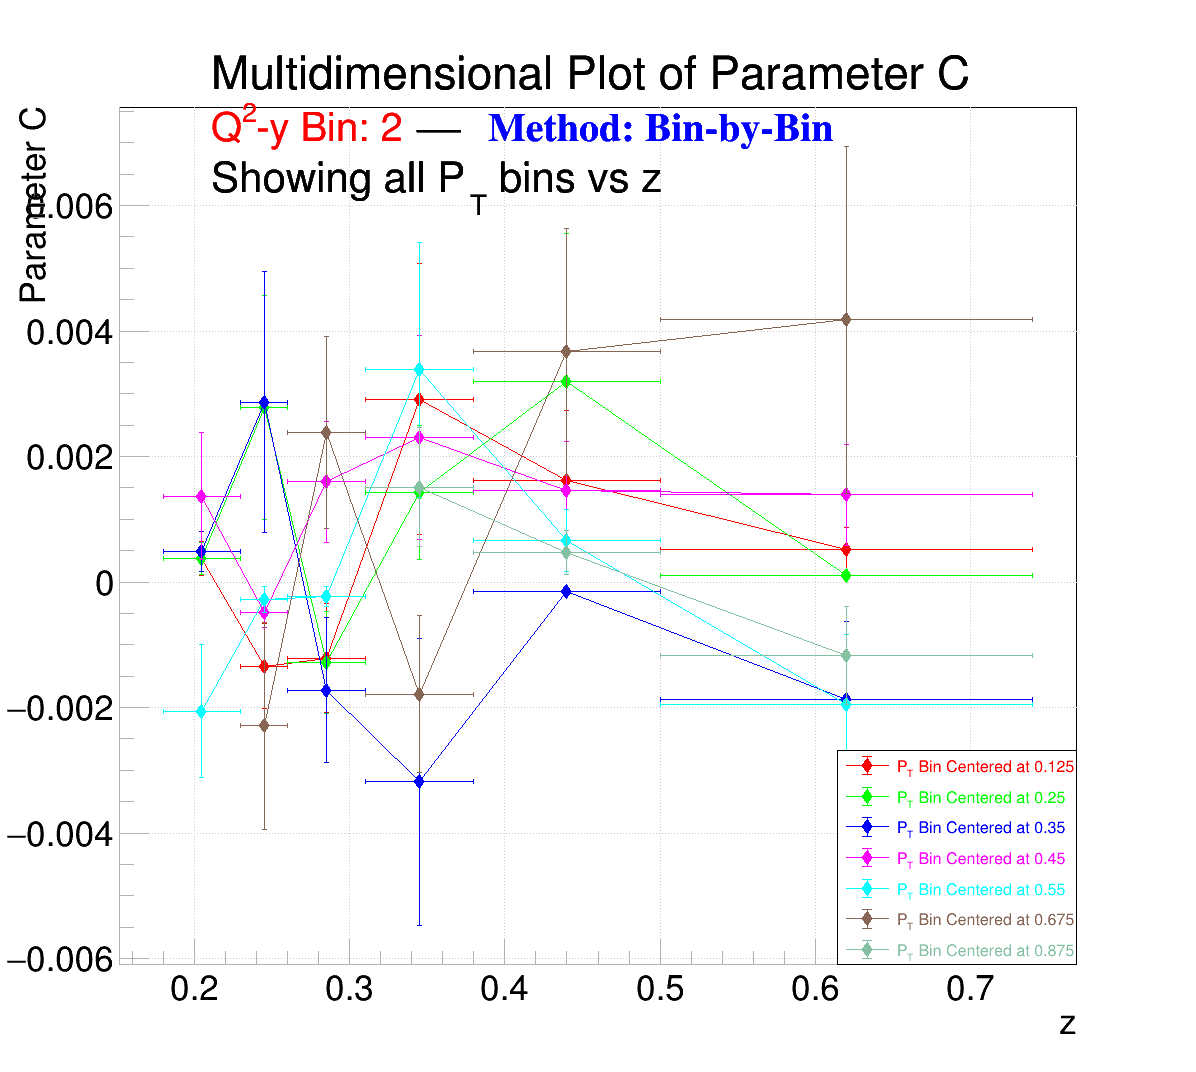 Multidimensional Plot of Parameter C
Q2-y Bin: 2 — Method: Bin-by-Bin
Showing all PT bins vs z
Parameter C
0.006
0.004
0.002
0
−0.002
−0.004
−0.006
PT Bin Centered at 0.125
PT Bin Centered at 0.25
PT Bin Centered at 0.35
PT Bin Centered at 0.45
PT Bin Centered at 0.55
PT Bin Centered at 0.675
PT Bin Centered at 0.875
0.2 0.3 0.4 0.5 0.6 0.7
z